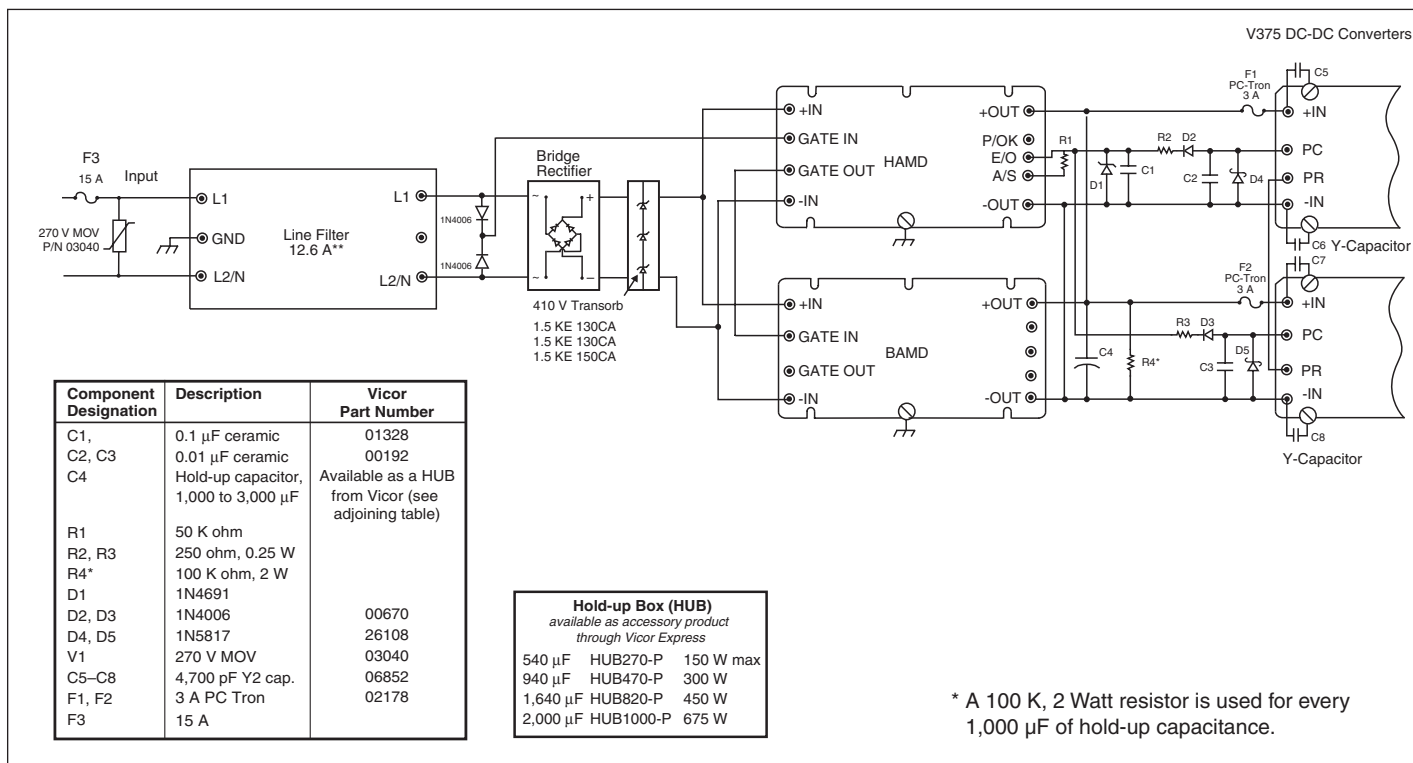 V375 DC-DC Converters
F3
15 A
Input
270 V MOV
P/N 03040
L1
GND
L2/N
Line Filter
12.6 A**
L1
L2/N
1N4006
1N4006
Bridge
Rectifier
~
~
+
–
410 V Transorb
1.5 KE 130CA
1.5 KE 130CA
1.5 KE 150CA
+IN
GATE IN
GATE OUT
-IN
HAMD
+OUT
P/OK
E/O
A/S
-OUT
R1
D1
C1
R2
D2
C2
D4
F1
PC-Tron
3 A
C5
+IN
PC
PR
-IN
C6
Y-Capacitor
+IN
GATE IN
GATE OUT
-IN
BAMD
+OUT
-OUT
C4
R4*
R3
D3
C3
D5
F2
PC-Tron
3 A
C7
+IN
PC
PR
-IN
C8
Y-Capacitor
Component Designation Description Vicor Part Number
C1, 0.1 μF ceramic 01328
C2, C3 0.01 μF ceramic 00192
C4 Hold-up capacitor, Available as a HUB
1,000 to 3,000 μF from Vicor (see
adjoining table)
R1 50 K ohm
R2, R3 250 ohm, 0.25 W
R4* 100 K ohm, 2 W
D1 1N4691
D2, D3 1N4006 00670
D4, D5 1N5817 26108
V1 270 V MOV 03040
C5–C8 4,700 pF Y2 cap. 06852
F1, F2 3 A PC Tron 02178
F3 15 A
Hold-up Box (HUB)
available as accessory product
through Vicor Express
540 μF HUB270-P 150 W max
940 μF HUB470-P 300 W
1,640 μF HUB820-P 450 W
2,000 μF HUB1000-P 675 W
* A 100 K, 2 Watt resistor is used for every
1,000 μF of hold-up capacitance.